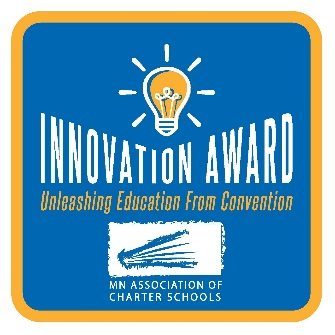 INNOVATION AWARD
Unleashing Education From Convention
MN ASSOCIATION OF
CHARTER SCHOOLS